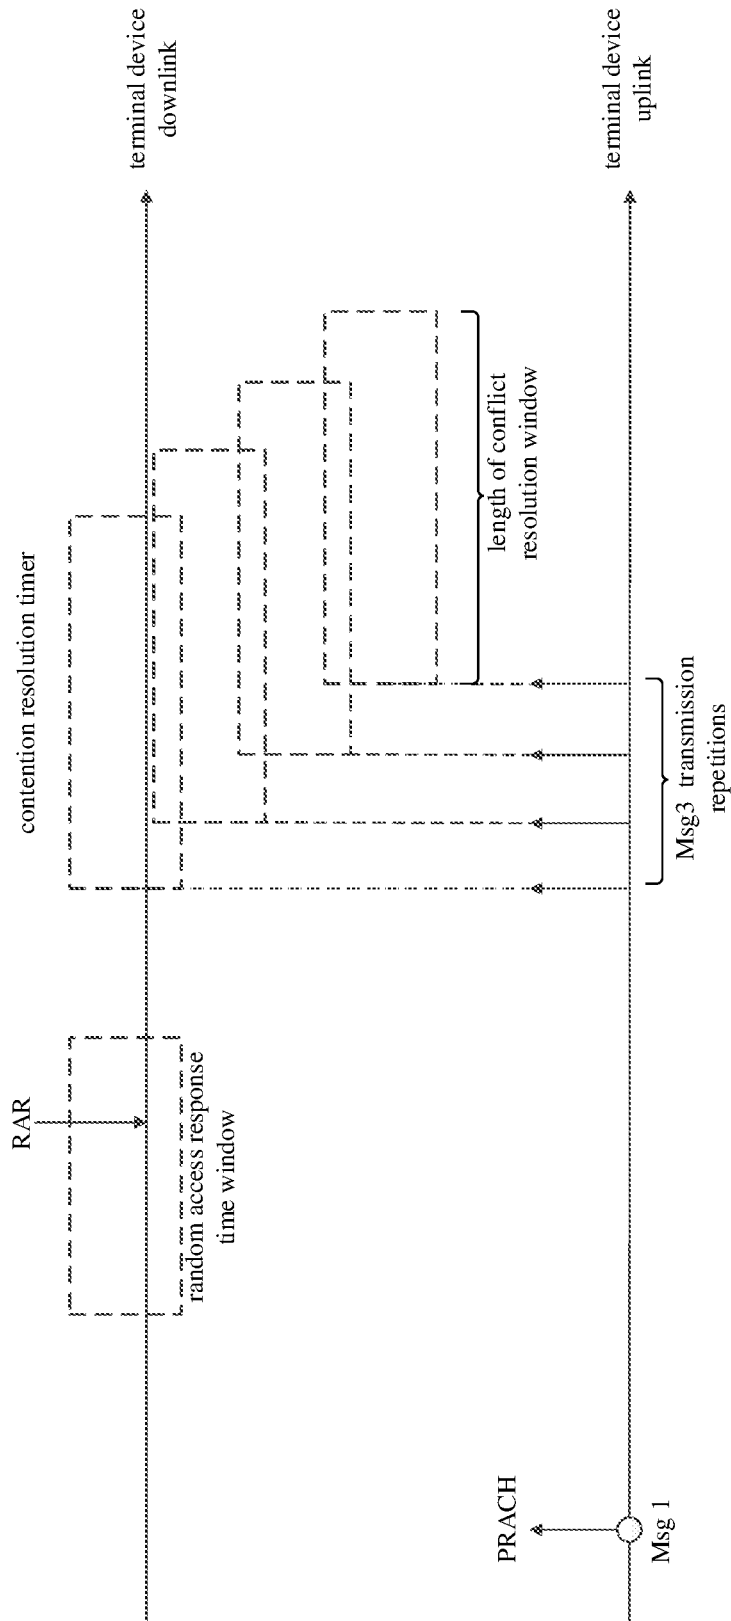 RAR
contention resolution timer
terminal device
downlink
random access response
time window
length of conflict
resolution window
PRACH
Msg 1
Msg3 transmission
repetitions
terminal device
uplink